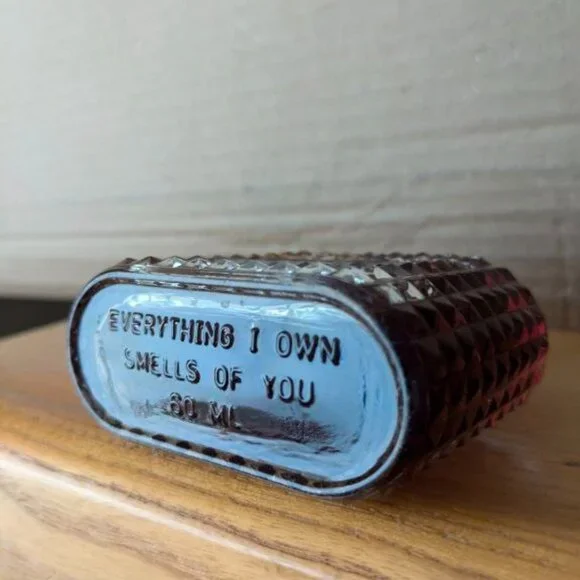 EVERYTHING I OWN
SMELLS OF YOU
80 ML